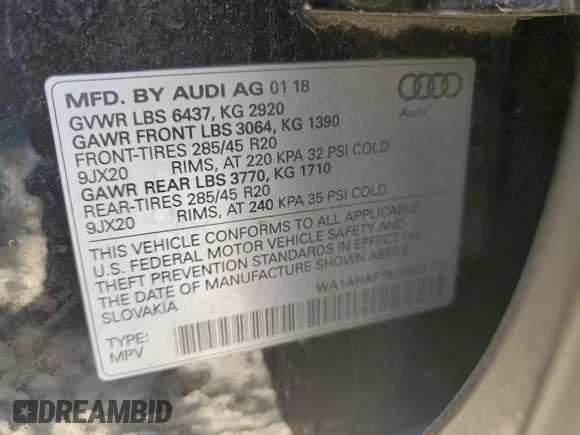 MFD. BY AUDI AG 01 18
GVWR LBS 6437, KG 2920
GAWR FRONT LBS 3064, KG 1390
FRONT-TIRES 285/45 R20
9JX20 RIMS, AT 220 KPA 32 PSI COLD
GAWR REAR LBS 3770, KG 1710
REAR-TIRES 285/45 R20
9JX20 RIMS, AT 240 KPA 35 PSI COLD
THIS VEHICLE CONFORMS TO ALL APPLICABLE
U.S. FEDERAL MOTOR VEHICLE SAFETY AND
THEFT PREVENTION STANDARDS IN EFFECT ON
THE DATE OF MANUFACTURE SHOWN ABOVE.
SLOVAKIA
TYPE:
MPV
Audi
DREAMBID